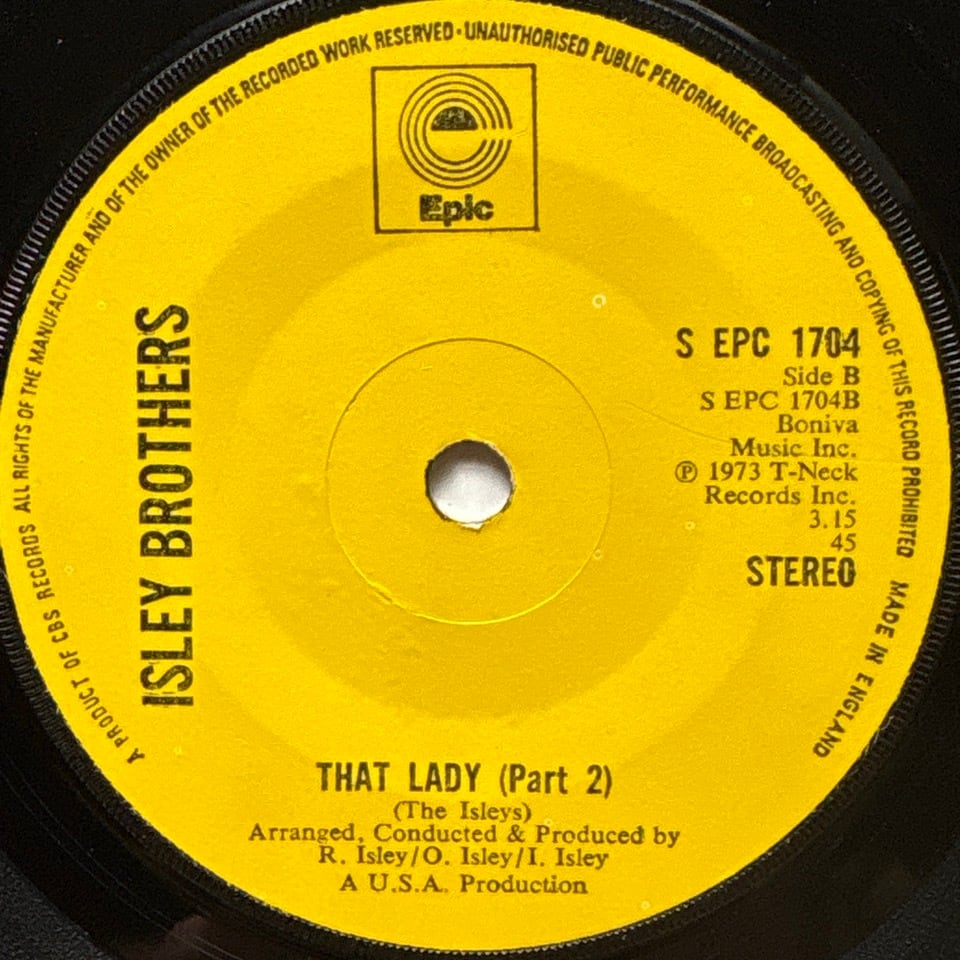 A PRODUCT OF CBS RECORDS ALL RIGHTS OF THE MANUFACTURER AND OF THE OWNER OF THE RECORDED WORK RESERVED · UNAUTHORISED PUBLIC PERFORMANCE BROADCASTING AND COPYING OF THIS RECORD PROHIBITED MADE IN ENGLAND
Epic
ISLEY BROTHERS
S EPC 1704
Side B
S EPC 1704B
Boniva
Music Inc.
℗ 1973 T-Neck
Records Inc.
3.15
45
STEREO
THAT LADY (Part 2)
(The Isleys)
Arranged, Conducted & Produced by
R. Isley/O. Isley/I. Isley
A U.S.A. Production